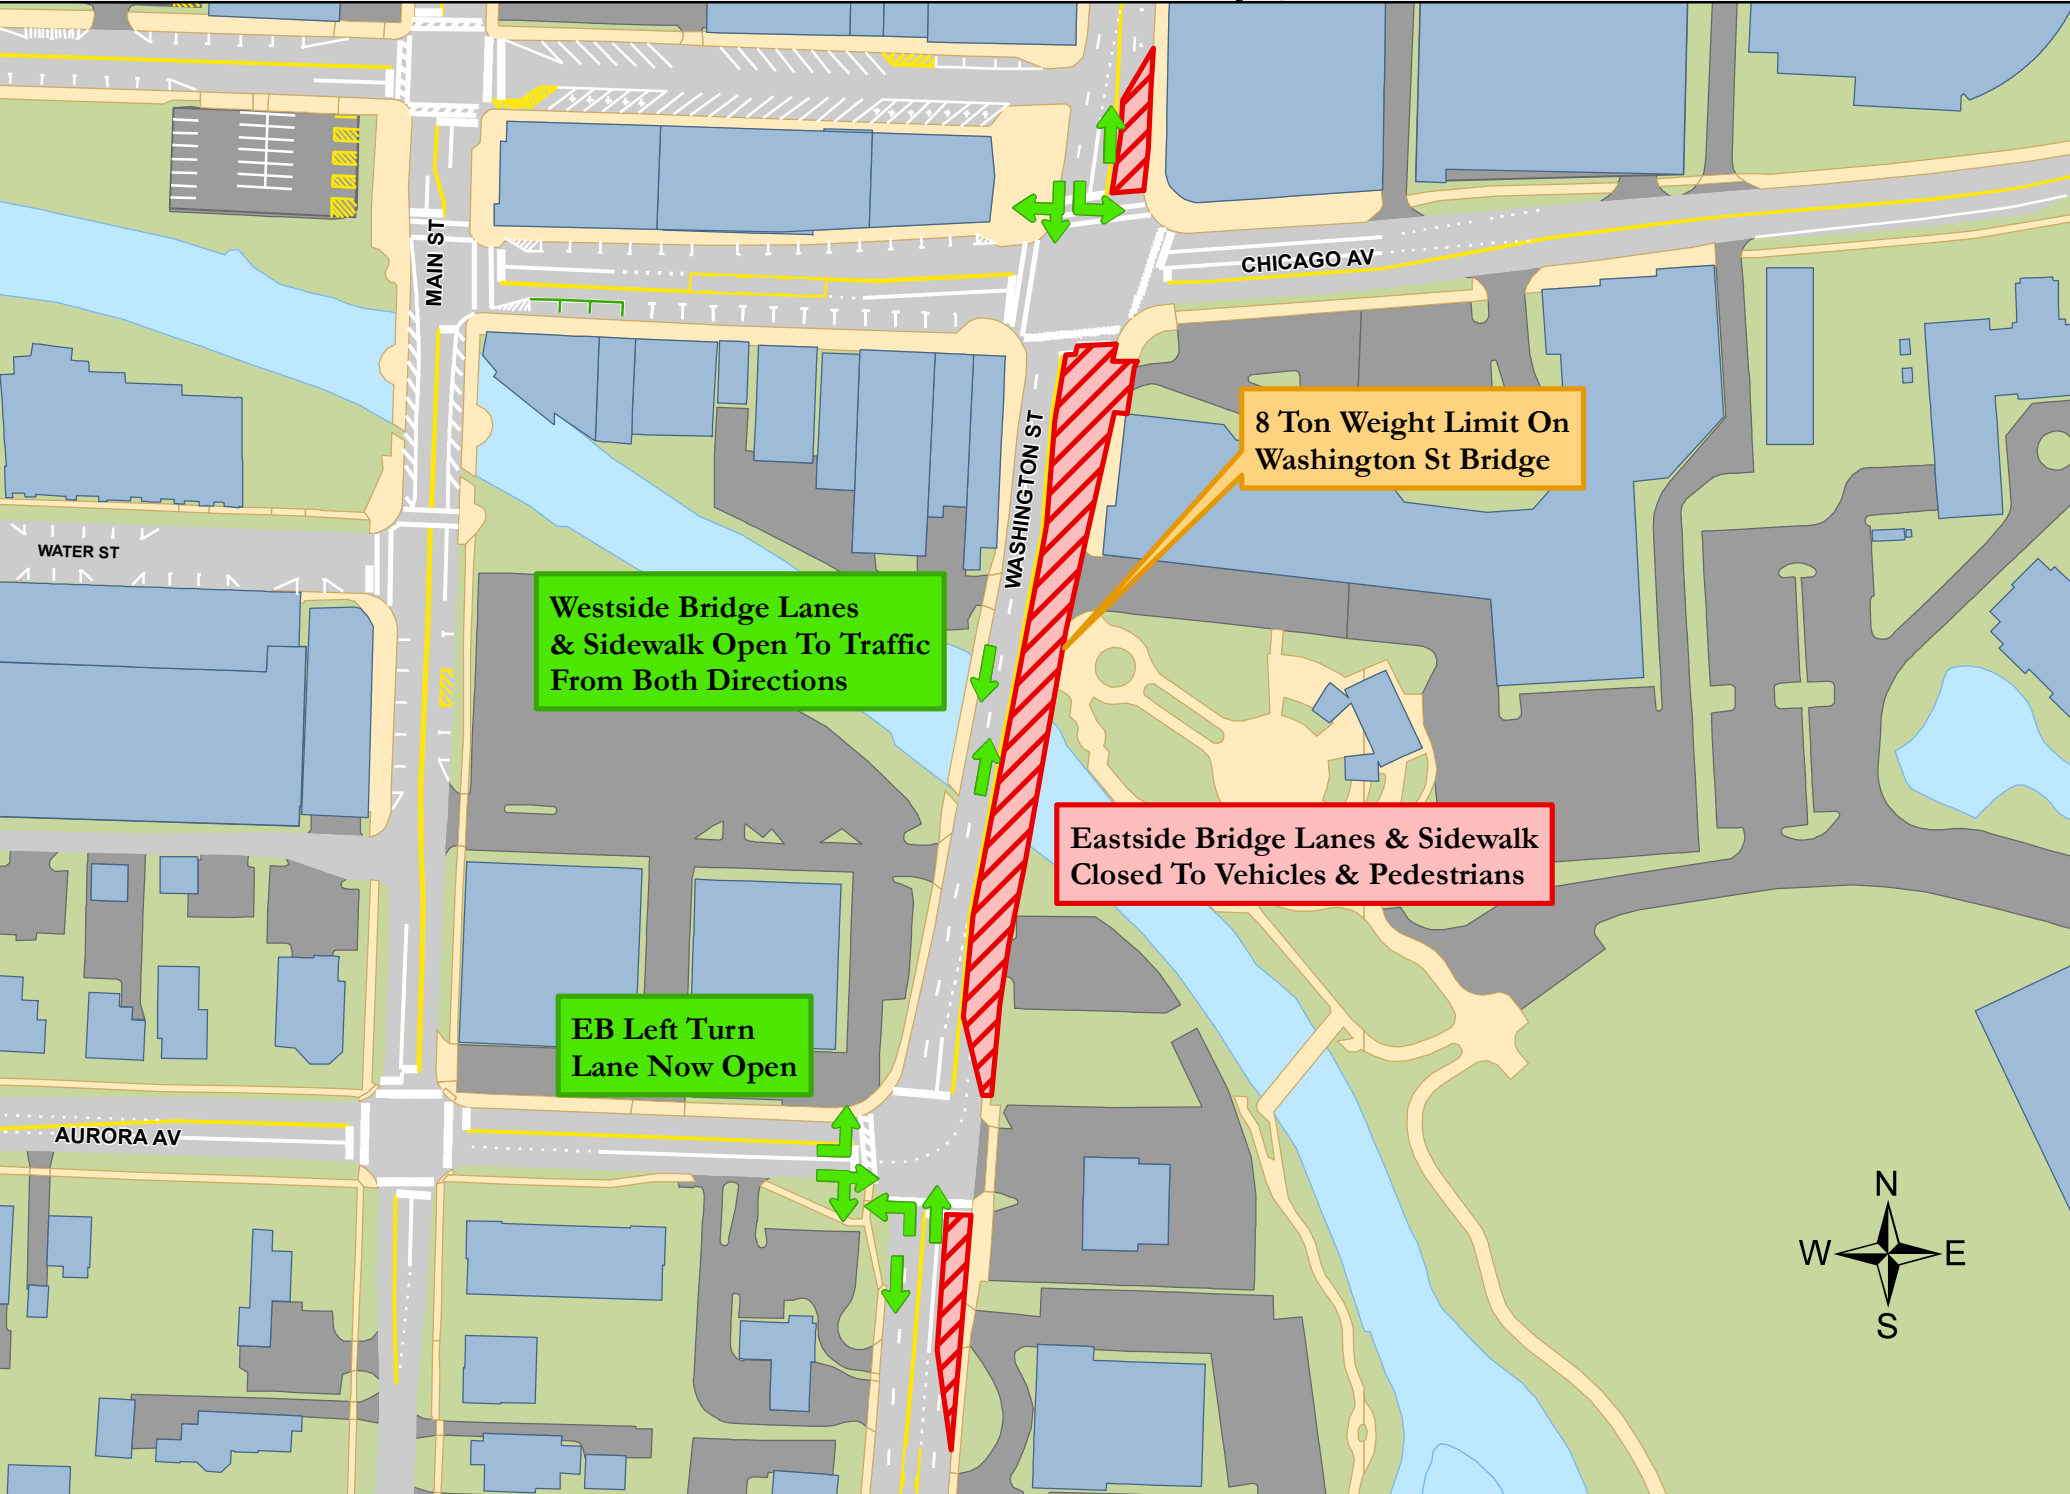 MAIN ST
CHICAGO AV
WASHINGTON ST
8 Ton Weight Limit On
Washington St Bridge
WATER ST
Westside Bridge Lanes
& Sidewalk Open To Traffic
From Both Directions
Eastside Bridge Lanes & Sidewalk
Closed To Vehicles & Pedestrians
EB Left Turn
Lane Now Open
AURORA AV
N
W E
S